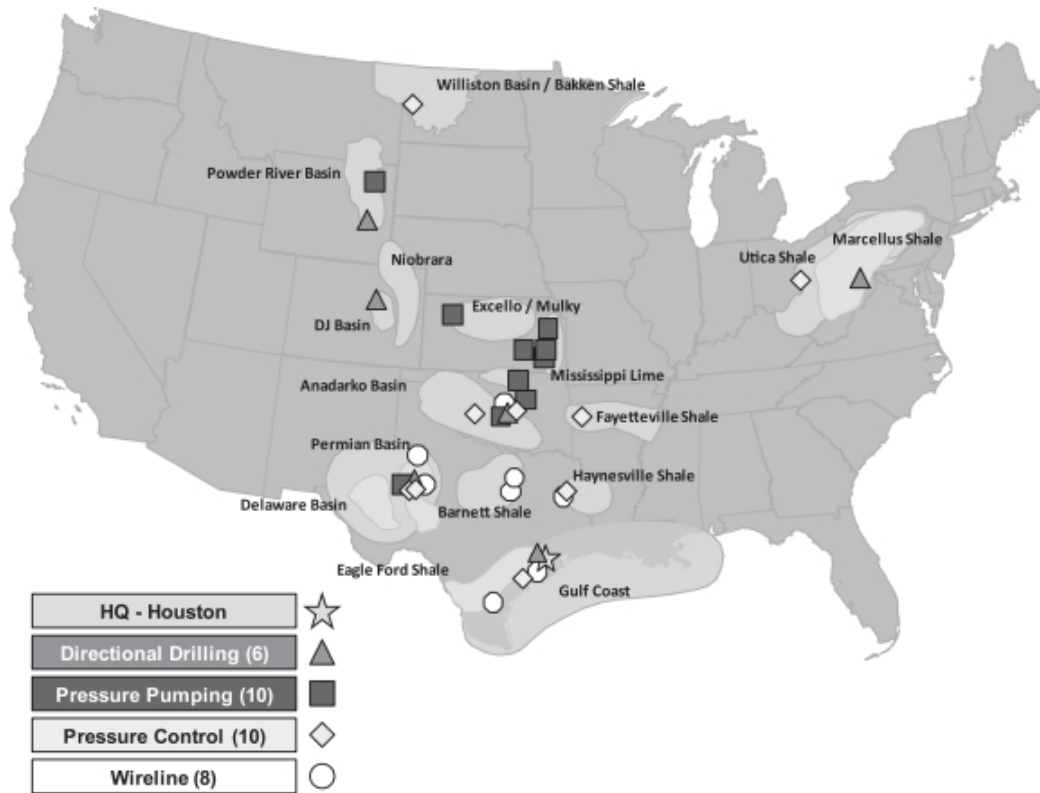 Williston Basin / Bakken Shale
Powder River Basin
Marcellus Shale
Utica Shale
Niobrara
Excello / Mulky
DJ Basin
Mississippi Lime
Anadarko Basin
Fayetteville Shale
Permian Basin
Haynesville Shale
Delaware Basin
Barnett Shale
Eagle Ford Shale
Gulf Coast
HQ - Houston
Directional Drilling (6)
Pressure Pumping (10)
Pressure Control (10)
Wireline (8)